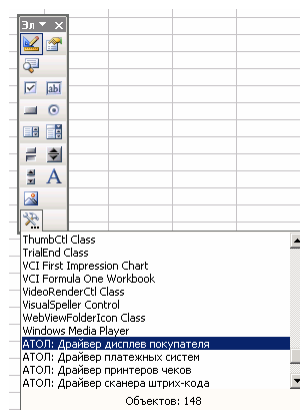 Эл
ab
A
ThumbCtl Class
TrialEnd Class
VCI First Impression Chart
VCI Formula One Workbook
VideoRenderCtl Class
VisualSpeller Control
WebViewFolderIcon Class
Windows Media Player
АТОЛ: Драйвер дисплея покупателя
АТОЛ: Драйвер платежных систем
АТОЛ: Драйвер принтеров чеков
АТОЛ: Драйвер сканера штрих-кода
Объектов: 148